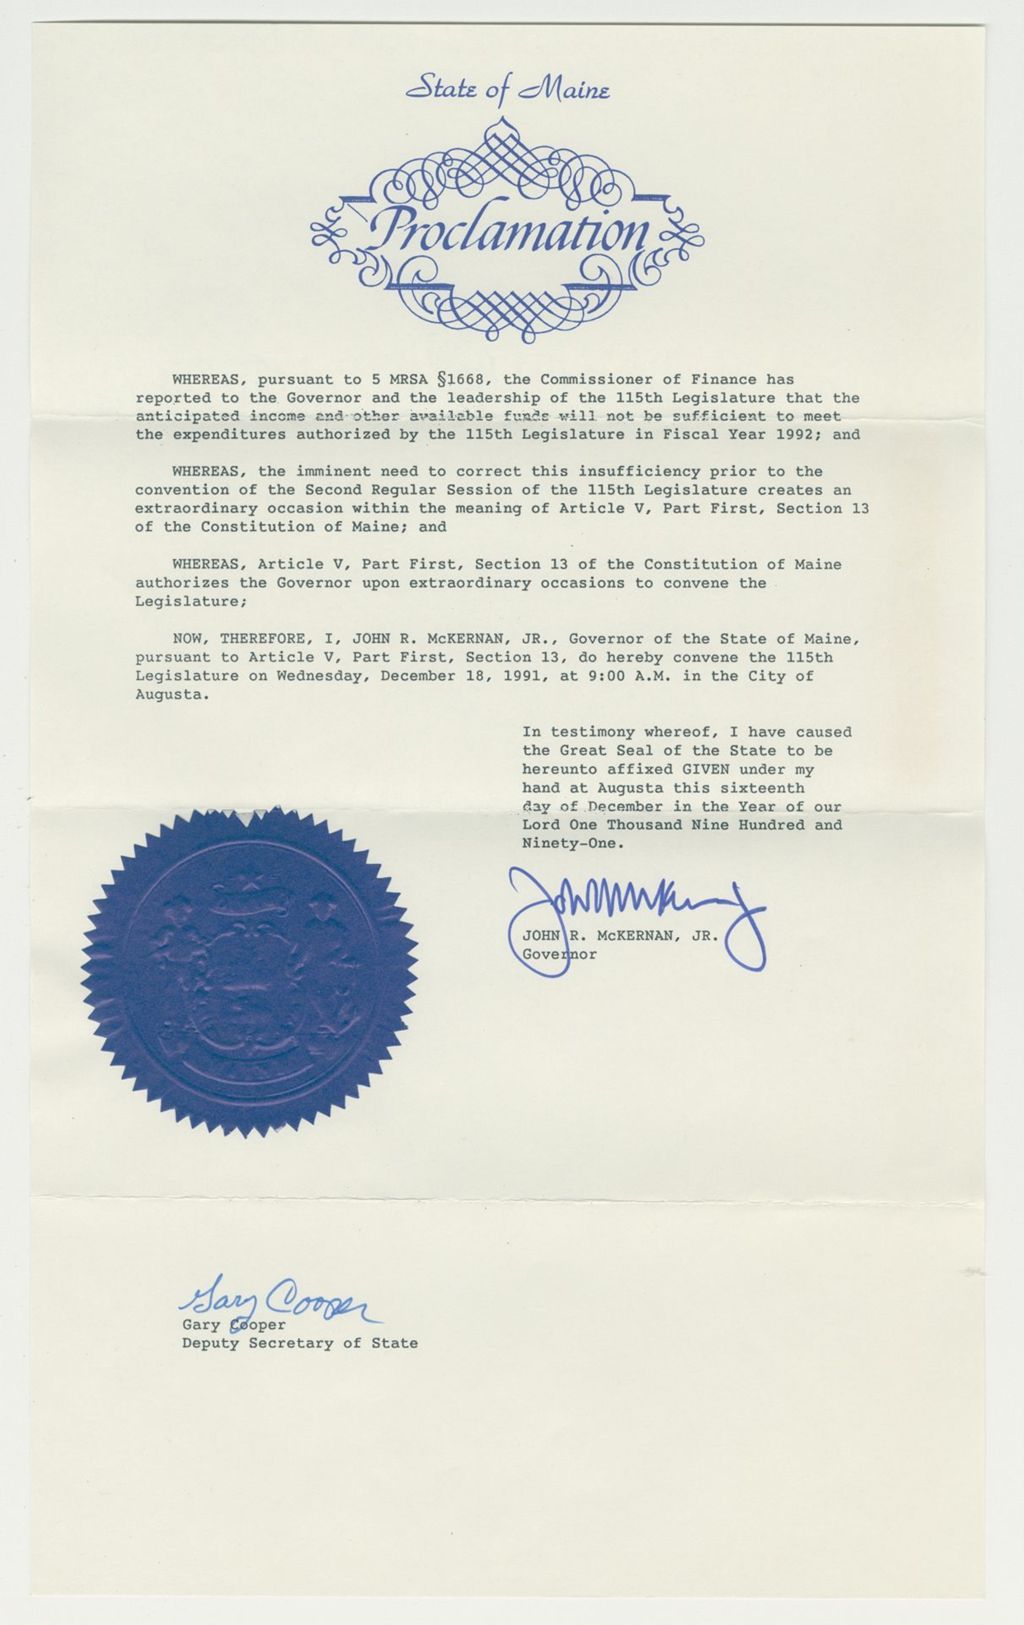 State of Maine
Proclamation
WHEREAS, pursuant to 5 MRSA §1668, the Commissioner of Finance has
reported to the Governor and the leadership of the 115th Legislature that the
anticipated income and other available funds will not be sufficient to meet
the expenditures authorized by the 115th Legislature in Fiscal Year 1992; and
WHEREAS, the imminent need to correct this insufficiency prior to the
convention of the Second Regular Session of the 115th Legislature creates an
extraordinary occasion within the meaning of Article V, Part First, Section 13
of the Constitution of Maine; and
WHEREAS, Article V, Part First, Section 13 of the Constitution of Maine
authorizes the Governor upon extraordinary occasions to convene the
Legislature;
NOW, THEREFORE, I, JOHN R. McKERNAN, JR., Governor of the State of Maine,
pursuant to Article V, Part First, Section 13, do hereby convene the 115th
Legislature on Wednesday, December 18, 1991, at 9:00 A.M. in the City of
Augusta.
In testimony whereof, I have caused
the Great Seal of the State to be
hereunto affixed GIVEN under my
hand at Augusta this sixteenth
day of December in the Year of our
Lord One Thousand Nine Hundred and
Ninety-One.
JOHN R. McKERNAN, JR.
Governor
Gary Cooper
Gary Cooper
Deputy Secretary of State